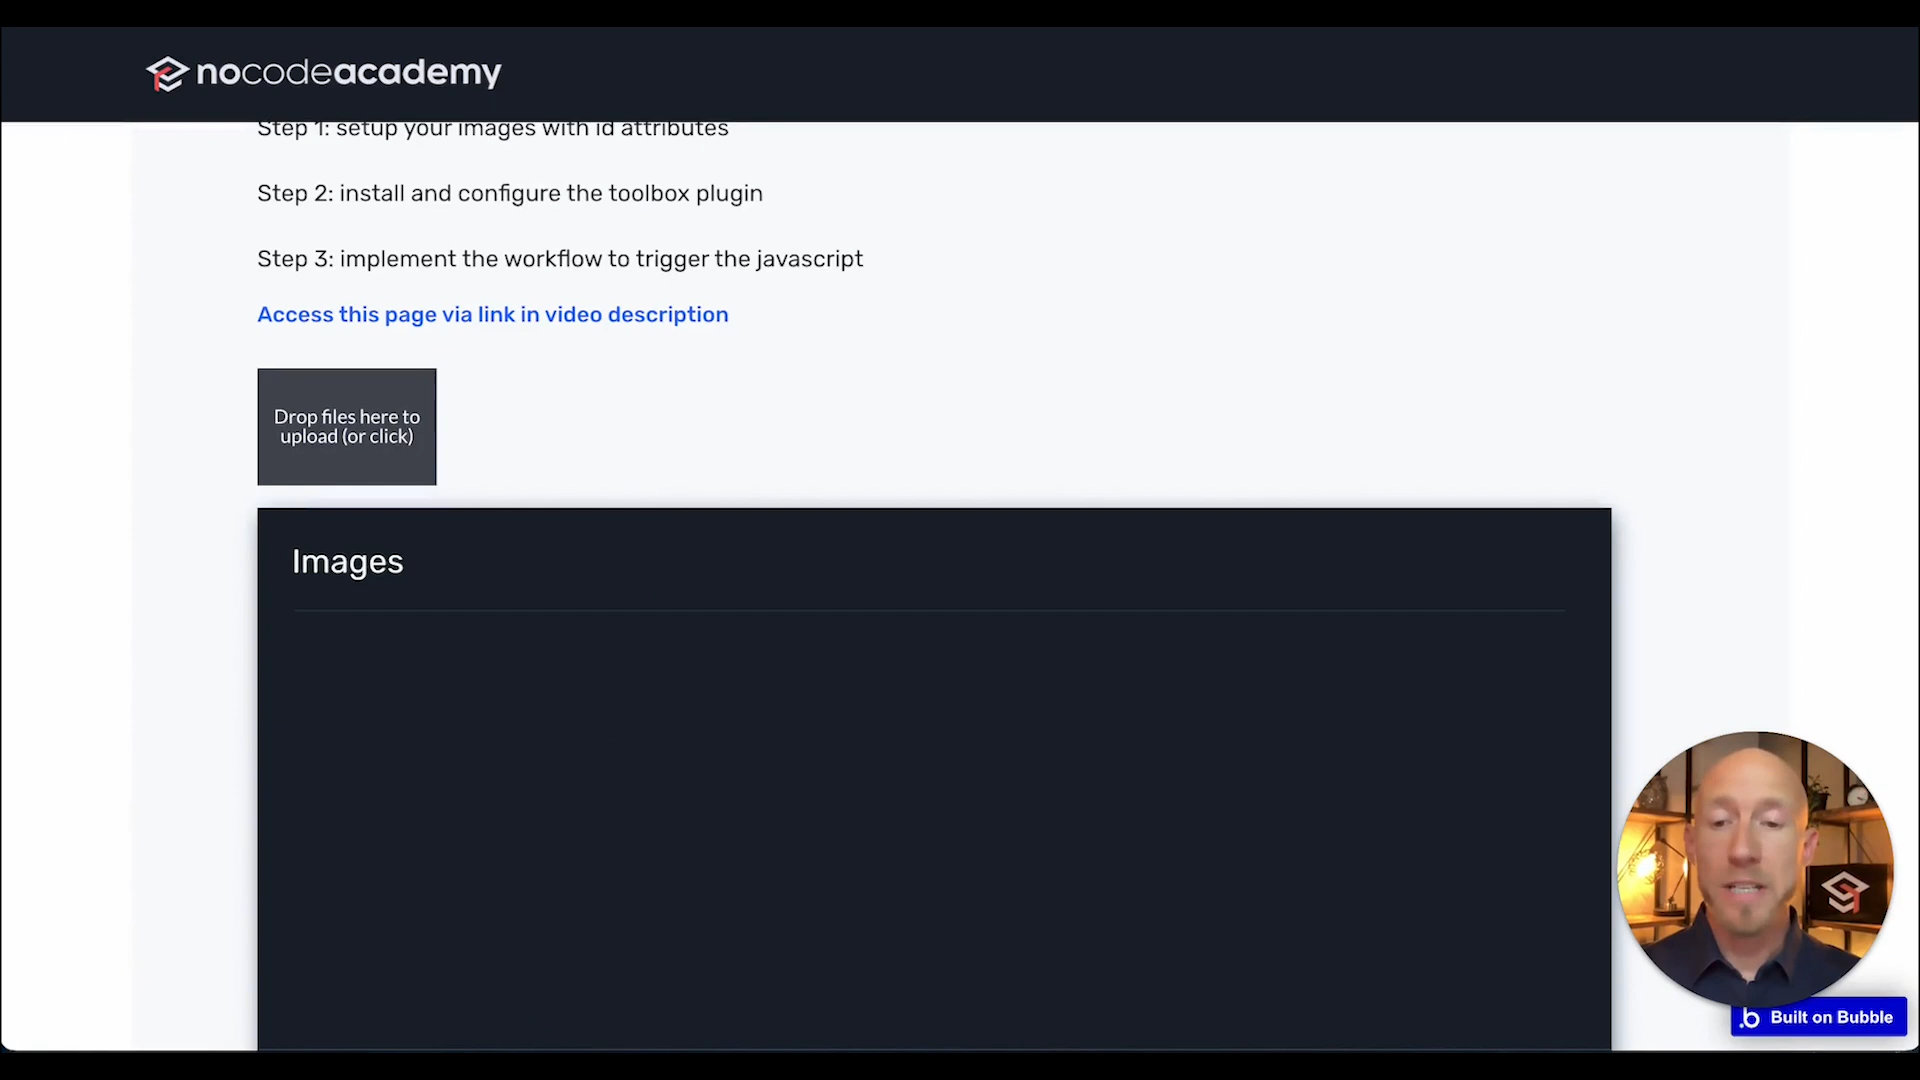 nocodeacademy
Step 1: setup your images with id attributes
Step 2: install and configure the toolbox plugin
Step 3: implement the workflow to trigger the javascript
Access this page via link in video description
Drop files here to
upload (or click)
Images
Built on Bubble